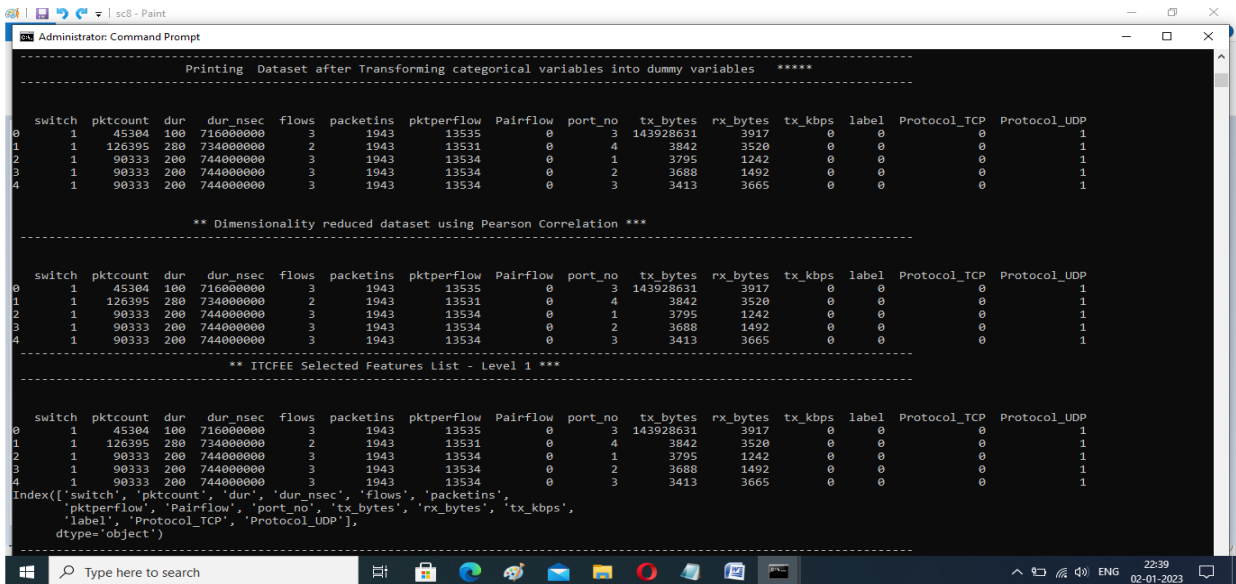 sc8 - Paint
Administrator: Command Prompt
Printing  Dataset after Transforming categorical variables into dummy variables   *****
switch  pktcount  dur   dur_nsec  flows  packetins  pktperflow  Pairflow  port_no   tx_bytes  rx_bytes  tx_kbps  label  Protocol_TCP  Protocol_UDP
0  1  45304  100  716000000  3  1943  13535  0  3  143928631  3917  0  0  0  1
1  1  126395  280  734000000  2  1943  13531  0  4  3842  3520  0  0  0  1
2  1  90333  200  744000000  3  1943  13534  0  1  3795  1242  0  0  0  1
3  1  90333  200  744000000  3  1943  13534  0  2  3688  1492  0  0  0  1
4  1  90333  200  744000000  3  1943  13534  0  3  3413  3665  0  0  0  1
** Dimensionality reduced dataset using Pearson Correlation ***
switch  pktcount  dur   dur_nsec  flows  packetins  pktperflow  Pairflow  port_no   tx_bytes  rx_bytes  tx_kbps  label  Protocol_TCP  Protocol_UDP
0  1  45304  100  716000000  3  1943  13535  0  3  143928631  3917  0  0  0  1
1  1  126395  280  734000000  2  1943  13531  0  4  3842  3520  0  0  0  1
2  1  90333  200  744000000  3  1943  13534  0  1  3795  1242  0  0  0  1
3  1  90333  200  744000000  3  1943  13534  0  2  3688  1492  0  0  0  1
4  1  90333  200  744000000  3  1943  13534  0  3  3413  3665  0  0  0  1
** ITCFEE Selected Features List - Level 1 ***
switch  pktcount  dur   dur_nsec  flows  packetins  pktperflow  Pairflow  port_no   tx_bytes  rx_bytes  tx_kbps  label  Protocol_TCP  Protocol_UDP
0  1  45304  100  716000000  3  1943  13535  0  3  143928631  3917  0  0  0  1
1  1  126395  280  734000000  2  1943  13531  0  4  3842  3520  0  0  0  1
2  1  90333  200  744000000  3  1943  13534  0  1  3795  1242  0  0  0  1
3  1  90333  200  744000000  3  1943  13534  0  2  3688  1492  0  0  0  1
4  1  90333  200  744000000  3  1943  13534  0  3  3413  3665  0  0  0  1
Index(['switch', 'pktcount', 'dur', 'dur_nsec', 'flows', 'packetins',
'pktperflow', 'Pairflow', 'port_no', 'tx_bytes', 'rx_bytes', 'tx_kbps',
'label', 'Protocol_TCP', 'Protocol_UDP'],
dtype='object')
Type here to search
ENG
22:39
02-01-2023